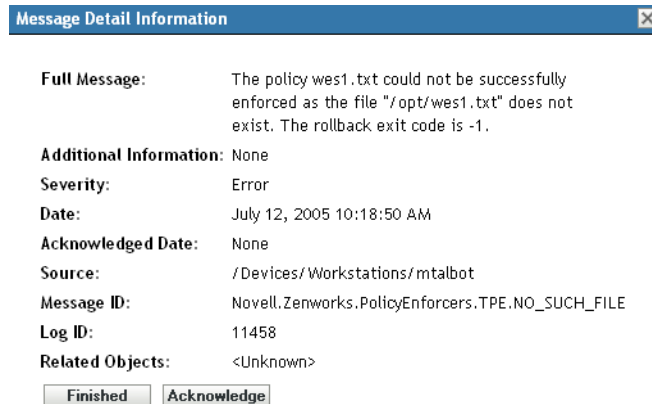 Message Detail Information
Full Message: The policy wes1.txt could not be successfully
enforced as the file "/opt/wes1.txt" does not
exist. The rollback exit code is -1.
Additional Information: None
Severity: Error
Date: July 12, 2005 10:18:50 AM
Acknowledged Date: None
Source: /Devices/Workstations/mtalbot
Message ID: Novell.Zenworks.PolicyEnforcers.TPE.NO_SUCH_FILE
Log ID: 11458
Related Objects: <Unknown>
Finished Acknowledge